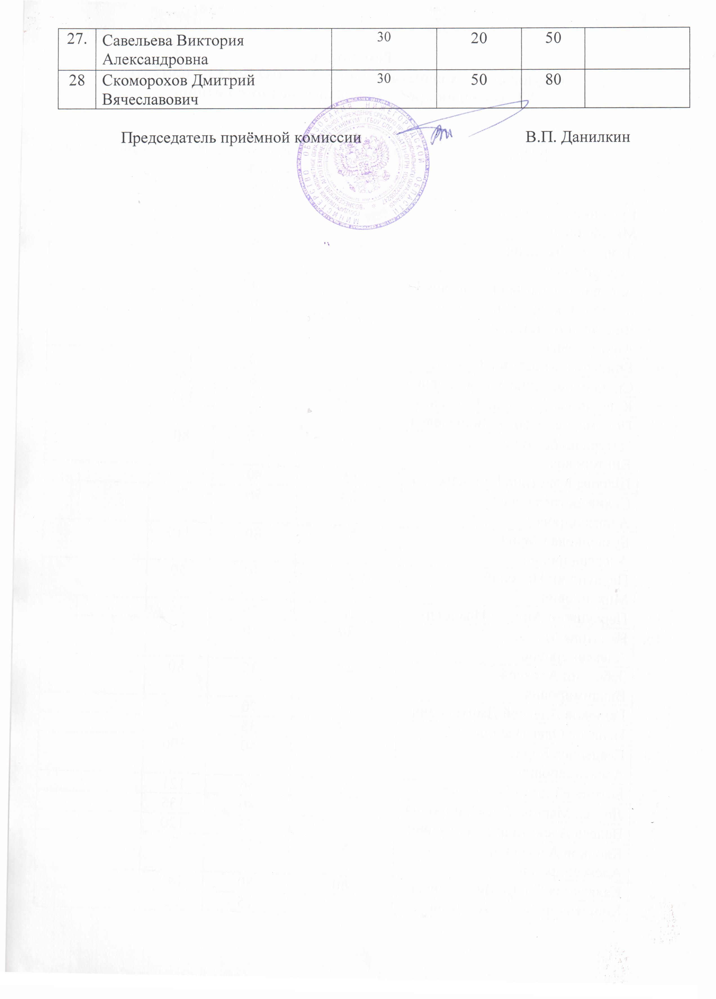 27. Савельева Виктория 30 20 50
Александровна
28 Скоморохов Дмитрий 30 50 80
Вячеславович
Председатель приёмной комиссии В.П. Данилкин
МИНИСТЕРСТВО ОБРАЗОВАНИЯ НИЖЕГОРОДСКОЙ ОБЛАСТИ
ГОСУДАРСТВЕННОЕ БЮДЖЕТНОЕ ОБРАЗОВАТЕЛЬНОЕ УЧРЕЖДЕНИЕ СРЕДНЕГО ПРОФЕССИОНАЛЬНОГО ОБРАЗОВАНИЯ
"ВОЗНЕСЕНСКИЙ АГРОТЕХНИЧЕСКИЙ ТЕХНИКУМ" (ГБОУ СПО
ОГРН 1025202205247